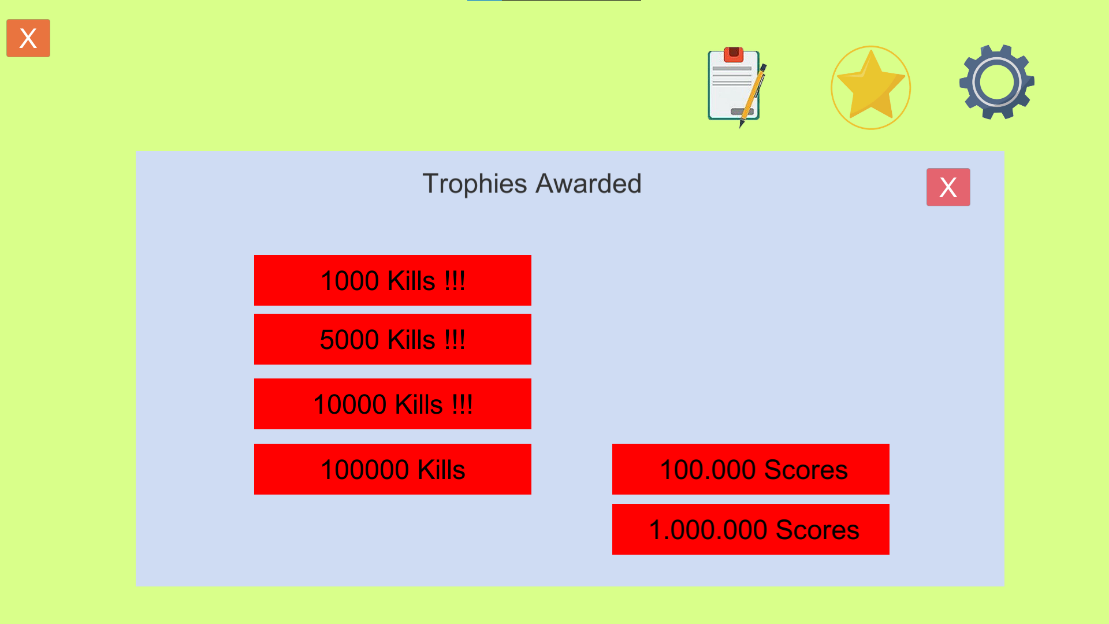 X
Trophies Awarded
X
1000 Kills !!!
5000 Kills !!!
10000 Kills !!!
100000 Kills
100.000 Scores
1.000.000 Scores